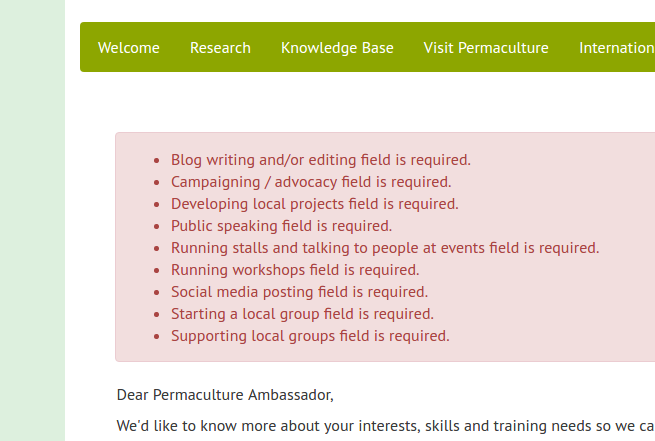 Welcome Research Knowledge Base Visit Permaculture Internation
Blog writing and/or editing field is required.
Campaigning / advocacy field is required.
Developing local projects field is required.
Public speaking field is required.
Running stalls and talking to people at events field is required.
Running workshops field is required.
Social media posting field is required.
Starting a local group field is required.
Supporting local groups field is required.
Dear Permaculture Ambassador,
We'd like to know more about your interests, skills and training needs so we ca